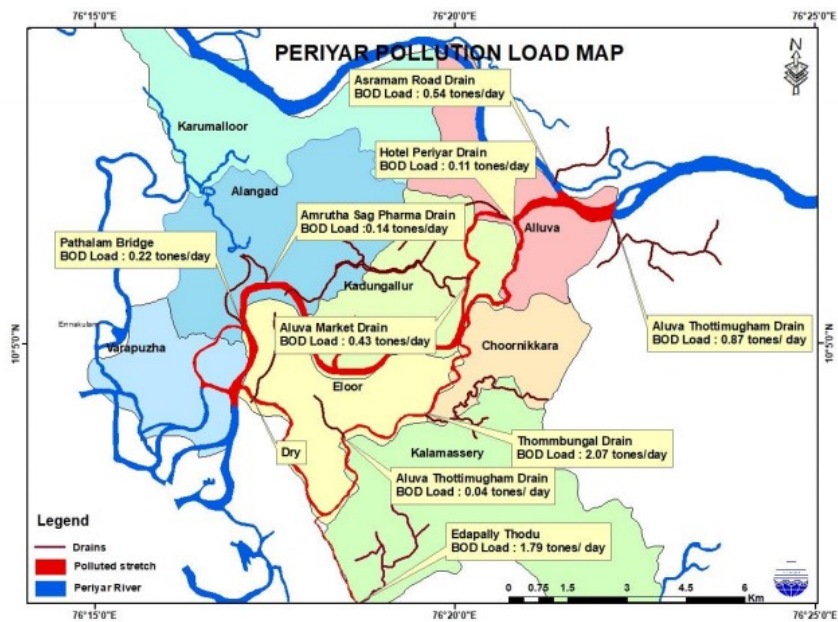 76°15'0"E
76°20'0"E
76°25'0"E
PERIYAR POLLUTION LOAD MAP
N
Asramam Road Drain
BOD Load : 0.54 tones/day
Karumalloor
Hotel Periyar Drain
BOD Load : 0.11 tones/day
Alangad
Amrutha Sag Pharma Drain
BOD Load :0.14 tones/day
Alluva
Pathalam Bridge
BOD Load : 0.22 tones/day
Kadungallur
Ernakulam
Varapuzha
Aluva Market Drain
BOD Load : 0.43 tones/day
Aluva Thottimugham Drain
BOD Load : 0.87 tones/ day
10°5'0"N
10°5'0"N
Choornikkara
Eloor
Dry
Kalamassery
Thommbungal Drain
BOD Load : 2.07 tones/ day
Aluva Thottimugham Drain
BOD Load : 0.04 tones/ day
Edapally Thodu
BOD Load : 1.79 tones/ day
Legend
Drains
Polluted stretch
Periyar River
0 0.75 1.5 3 4.5 6
Km
76°15'0"E
76°20'0"E
76°25'0"E